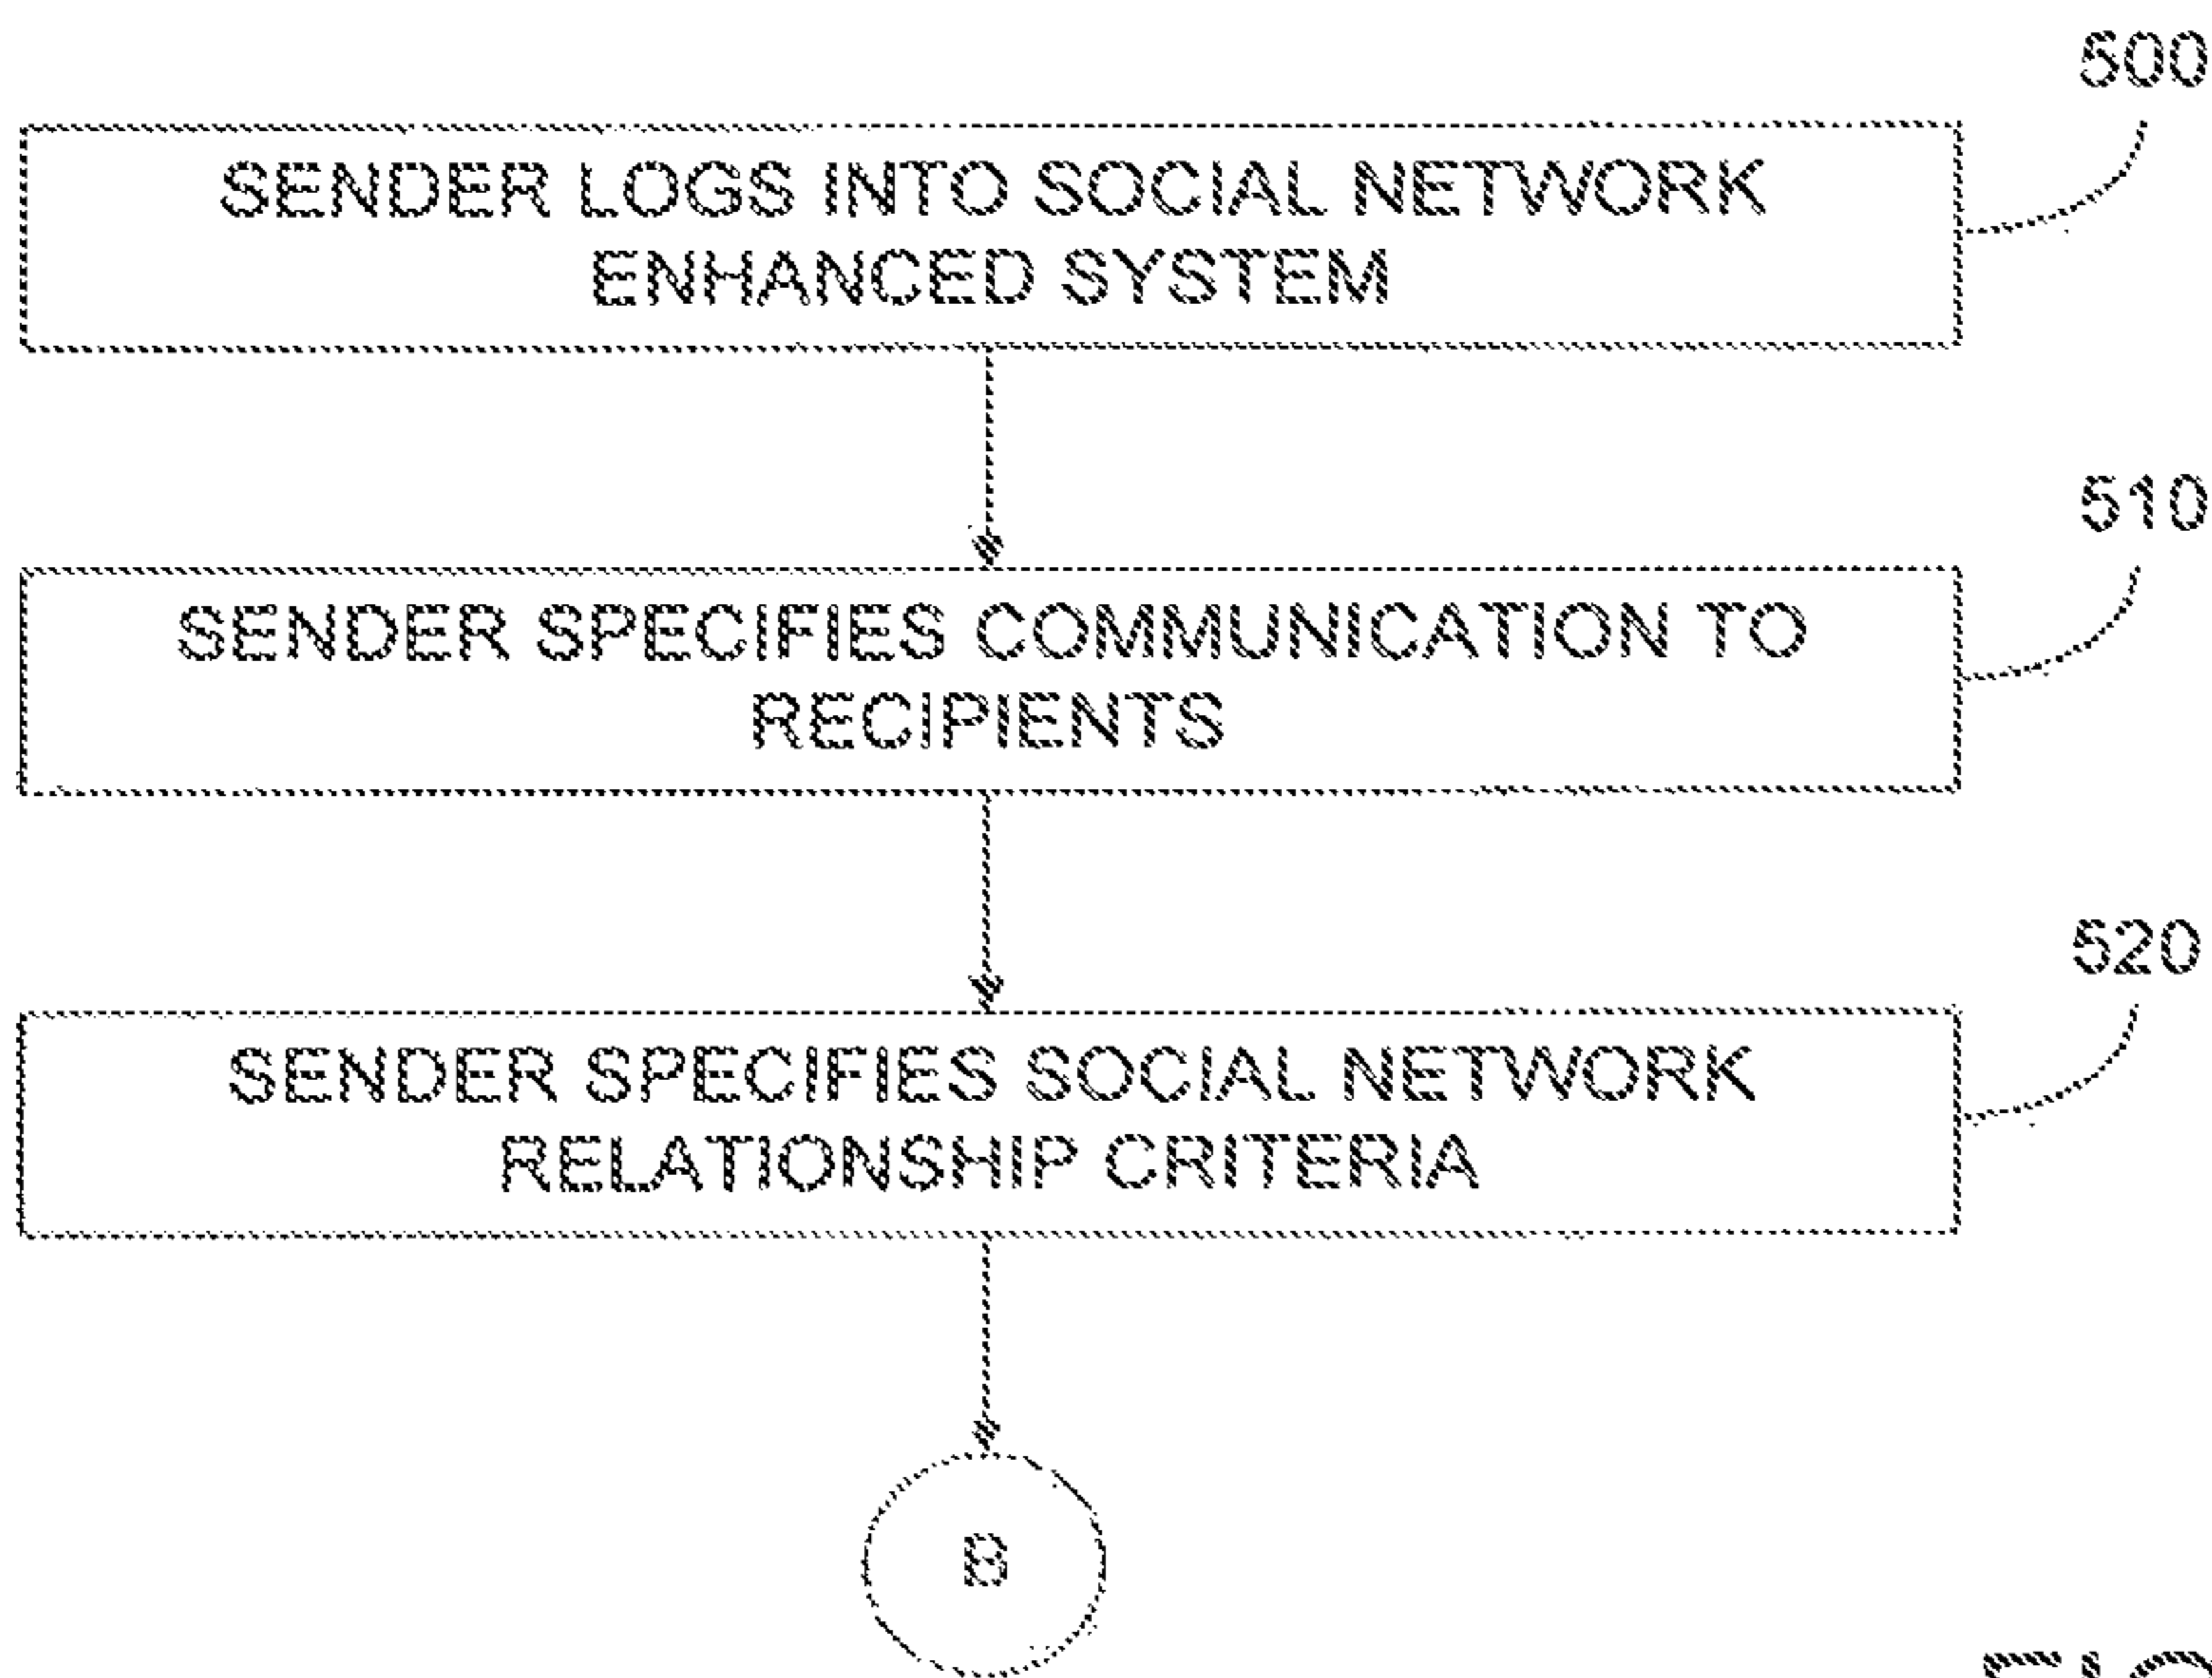 500
SENDER LOGS INTO SOCIAL NETWORK
ENHANCED SYSTEM
510
SENDER SPECIFIES COMMUNICATION TO
RECIPIENTS
520
SENDER SPECIFIES SOCIAL NETWORK
RELATIONSHIP CRITERIA
B